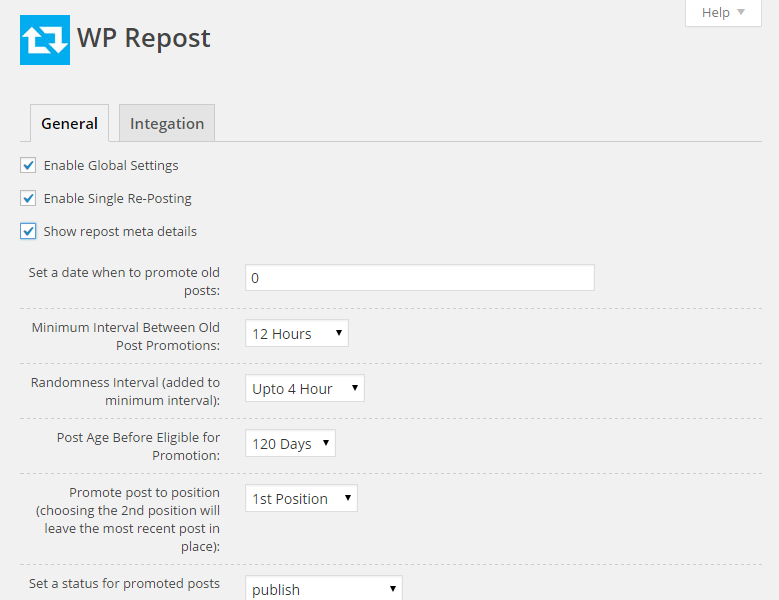 Help
WP Repost
General
Integation
Enable Global Settings
Enable Single Re-Posting
Show repost meta details
Set a date when to promote old
posts:
0
Minimum Interval Between Old
Post Promotions:
12 Hours
Randomness Interval (added to
minimum interval):
Upto 4 Hour
Post Age Before Eligible for
Promotion:
120 Days
Promote post to position
(choosing the 2nd position will
leave the most recent post in
place):
1st Position
Set a status for promoted posts
publish